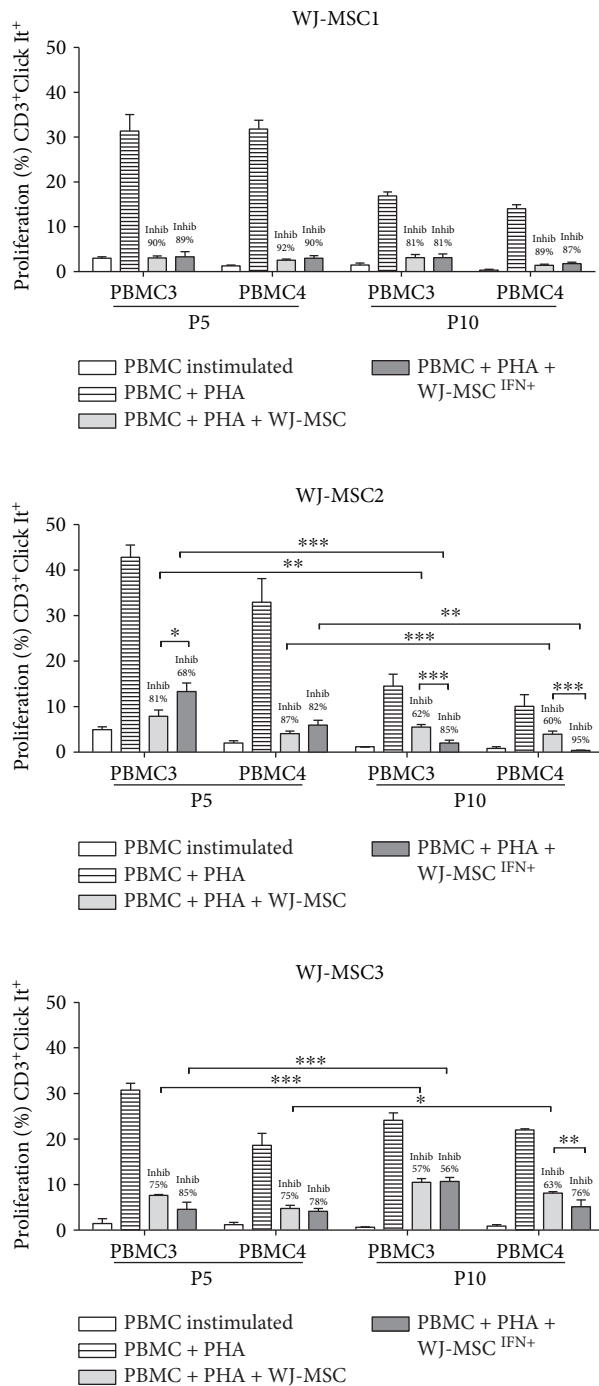 WJ-MSC1
Proliferation (%) CD3+Click It+
50
40
30
20
10
0
Inhib 90%
Inhib 89%
Inhib 92%
Inhib 90%
Inhib 81%
Inhib 81%
Inhib 89%
Inhib 87%
PBMC3 PBMC4 PBMC3 PBMC4
P5 P10
PBMC instimulated
PBMC + PHA
PBMC + PHA + WJ-MSC
PBMC + PHA +
WJ-MSC IFN+
WJ-MSC2
Proliferation (%) CD3+Click It+
50
40
30
20
10
0
***
**
**
***
*
***
***
Inhib 81%
Inhib 68%
Inhib 87%
Inhib 82%
Inhib 62%
Inhib 85%
Inhib 60%
Inhib 95%
PBMC3 PBMC4 PBMC3 PBMC4
P5 P10
PBMC instimulated
PBMC + PHA
PBMC + PHA + WJ-MSC
PBMC + PHA +
WJ-MSC IFN+
WJ-MSC3
Proliferation (%) CD3+Click It+
50
40
30
20
10
0
***
***
*
**
Inhib 75%
Inhib 85%
Inhib 75%
Inhib 78%
Inhib 57%
Inhib 56%
Inhib 63%
Inhib 76%
PBMC3 PBMC4 PBMC3 PBMC4
P5 P10
PBMC instimulated
PBMC + PHA
PBMC + PHA + WJ-MSC
PBMC + PHA +
WJ-MSC IFN+